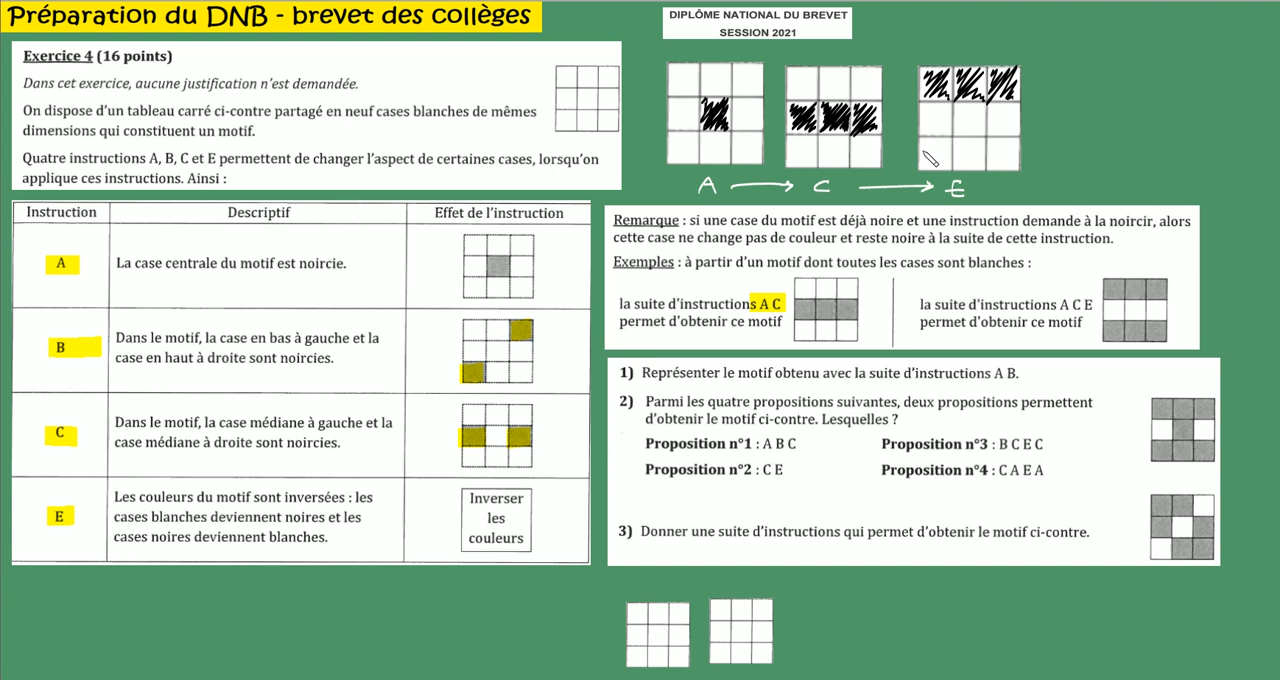 Préparation du DNB - brevet des collèges
DIPLÔME NATIONAL DU BREVET
SESSION 2021
Exercice 4 (16 points)
Dans cet exercice, aucune justification n'est demandée.
On dispose d'un tableau carré ci-contre partagé en neuf cases blanches de mêmes
dimensions qui constituent un motif.
Quatre instructions A, B, C et E permettent de changer l'aspect de certaines cases, lorsqu'on
applique ces instructions. Ainsi :
A C E
Instruction Descriptif Effet de l'instruction
A La case centrale du motif est noircie.
B Dans le motif, la case en bas à gauche et la
case en haut à droite sont noircies.
C Dans le motif, la case médiane à gauche et la
case médiane à droite sont noircies.
E Les couleurs du motif sont inversées : les
cases blanches deviennent noires et les
cases noires deviennent blanches.
Inverser
les
couleurs
Remarque : si une case du motif est déjà noire et une instruction demande à la noircir, alors
cette case ne change pas de couleur et reste noire à la suite de cette instruction.
Exemples : à partir d'un motif dont toutes les cases sont blanches :
la suite d'instructions A C
permet d'obtenir ce motif
la suite d'instructions A C E
permet d'obtenir ce motif
1) Représenter le motif obtenu avec la suite d'instructions A B.
2) Parmi les quatre propositions suivantes, deux propositions permettent
d'obtenir le motif ci-contre. Lesquelles ?
Proposition n°1 : A B C Proposition n°3 : B C E C
Proposition n°2 : C E Proposition n°4 : C A E A
3) Donner une suite d'instructions qui permet d'obtenir le motif ci-contre.